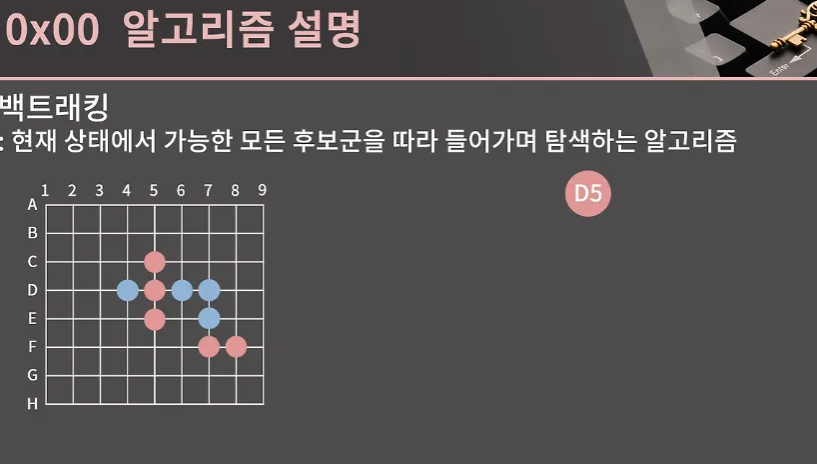 0x00 알고리즘 설명
Enter
백트래킹
: 현재 상태에서 가능한 모든 후보군을 따라 들어가며 탐색하는 알고리즘
D5
1 2 3 4 5 6 7 8 9
A
B
C
D
E
F
G
H